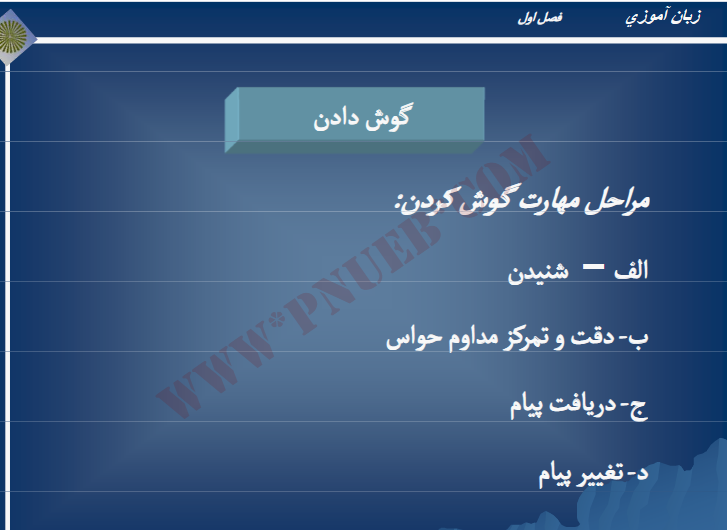 زبان آموزي
فصل اول
گوش دادن
مراحل مهارت گوش کردن:
الف – شنیدن
ب- دقت و تمرکز مداوم حواس
ج- دریافت پیام
د- تغییر پیام
WWW*PNUEB*COM